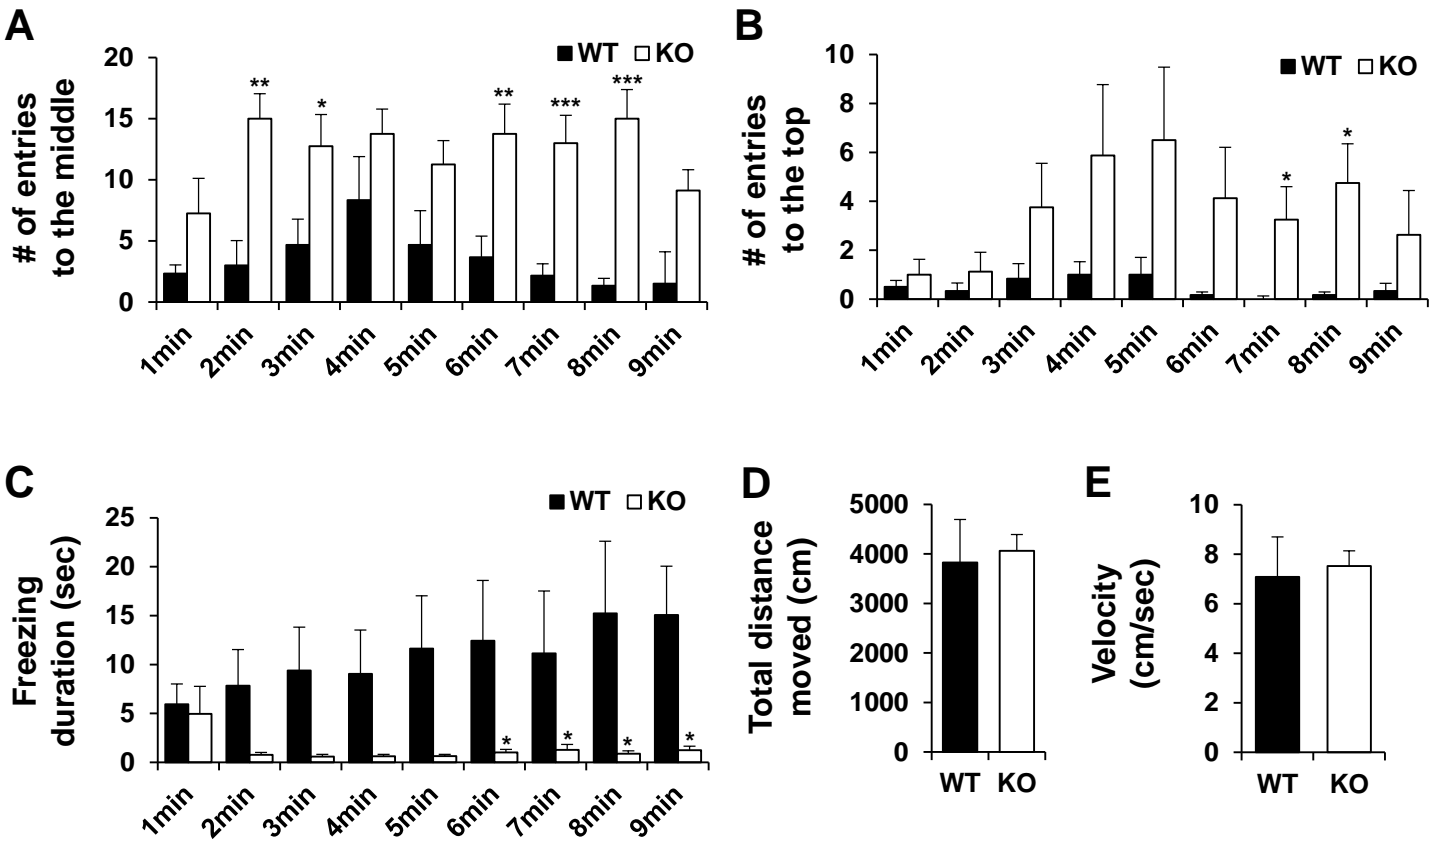 A
# of entries
to the middle
20
15
10
5
0
WT KO
** * ** *** ***
1min 2min 3min 4min 5min 6min 7min 8min 9min
B
# of entries
to the top
10
8
6
4
2
0
WT KO
* *
1min 2min 3min 4min 5min 6min 7min 8min 9min
C
Freezing
duration (sec)
25
20
15
10
5
0
WT KO
* * * *
1min 2min 3min 4min 5min 6min 7min 8min 9min
D
Total distance
moved (cm)
5000
4000
3000
2000
1000
0
WT KO
E
Velocity
(cm/sec)
10
8
6
4
2
0
WT KO